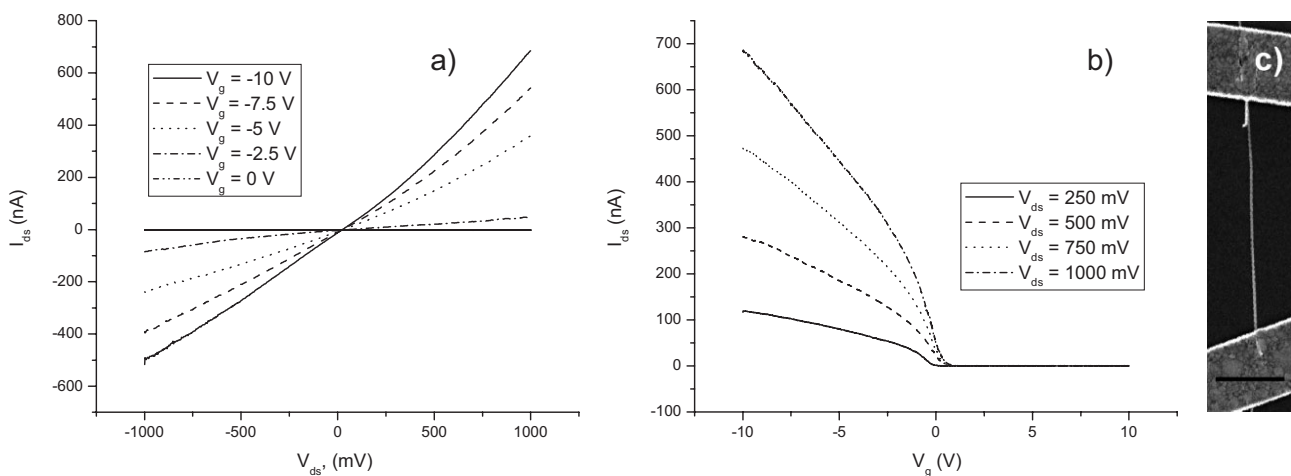 a)
800
600
400
200
0
-200
-400
-600
I_ds (nA)
V_g = -10 V
V_g = -7.5 V
V_g = -5 V
V_g = -2.5 V
V_g = 0 V
-1000 -500 0 500 1000
V_ds, (mV)
b)
700
600
500
400
300
200
100
0
-100
I_ds (nA)
V_ds = 250 mV
V_ds = 500 mV
V_ds = 750 mV
V_ds = 1000 mV
-10 -5 0 5 10
V_g (V)
c)